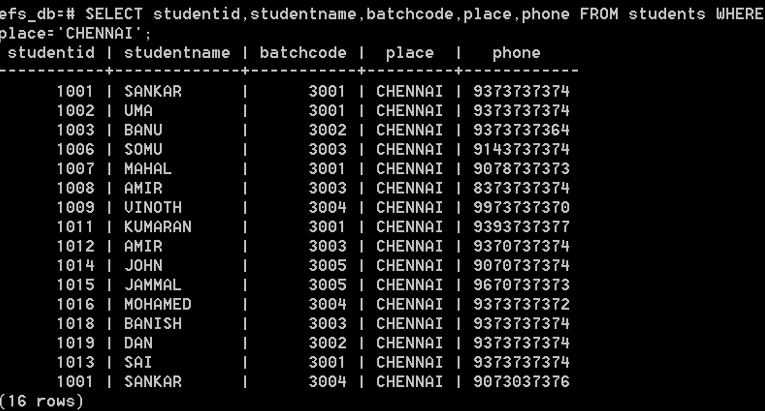 efs_db=# SELECT studentid,studentname,batchcode,place,phone FROM students WHERE
place='CHENNAI';
 studentid | studentname | batchcode |  place  |   phone
-----------+-------------+-----------+---------+------------
      1001 | SANKAR      |      3001 | CHENNAI | 9373737374
      1002 | UMA         |      3001 | CHENNAI | 9373737374
      1003 | BANU        |      3002 | CHENNAI | 9373737364
      1006 | SOMU        |      3003 | CHENNAI | 9143737374
      1007 | MAHAL       |      3001 | CHENNAI | 9078737373
      1008 | AMIR        |      3003 | CHENNAI | 8373737374
      1009 | VINOTH      |      3004 | CHENNAI | 9973737370
      1011 | KUMARAN     |      3001 | CHENNAI | 9393737377
      1012 | AMIR        |      3003 | CHENNAI | 9370737374
      1014 | JOHN        |      3005 | CHENNAI | 9070737374
      1015 | JAMMAL      |      3005 | CHENNAI | 9670737373
      1016 | MOHAMED     |      3004 | CHENNAI | 9373737372
      1018 | BANISH      |      3003 | CHENNAI | 9373737374
      1019 | DAN         |      3002 | CHENNAI | 9373737374
      1013 | SAI         |      3001 | CHENNAI | 9373737374
      1001 | SANKAR      |      3004 | CHENNAI | 9073037376
(16 rows)